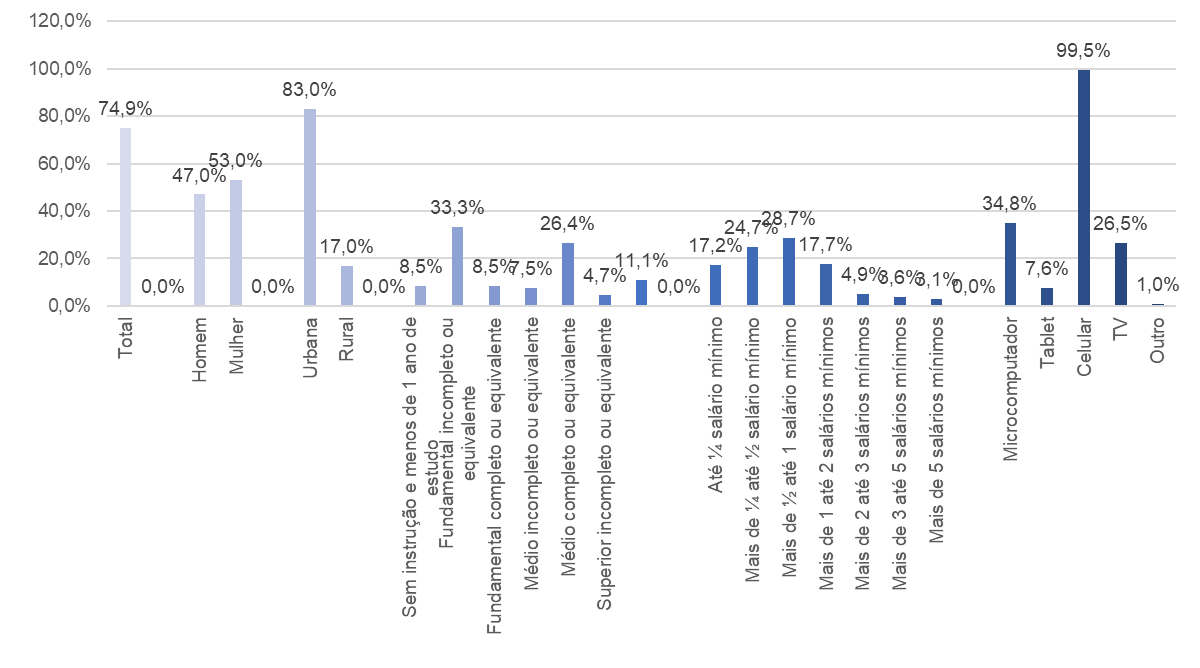 120,0%
100,0%
80,0%
60,0%
40,0%
20,0%
0,0%
74,9%
0,0%
47,0%
53,0%
0,0%
83,0%
17,0%
0,0%
8,5%
33,3%
8,5%
7,5%
26,4%
4,7%
11,1%
0,0%
17,2%
24,7%
28,7%
17,7%
4,9%
3,6%
3,1%
0,0%
34,8%
7,6%
99,5%
26,5%
1,0%
Total
Homem
Mulher
Urbana
Rural
Sem instrução e menos de 1 ano de
estudo
Fundamental incompleto ou
equivalente
Fundamental completo ou equivalente
Médio incompleto ou equivalente
Médio completo ou equivalente
Superior incompleto ou equivalente
Até ¼ salário mínimo
Mais de ¼ até ½ salário mínimo
Mais de ½ até 1 salário mínimo
Mais de 1 até 2 salários mínimos
Mais de 2 até 3 salários mínimos
Mais de 3 até 5 salários mínimos
Mais de 5 salários mínimos
Microcomputador
Tablet
Celular
TV
Outro